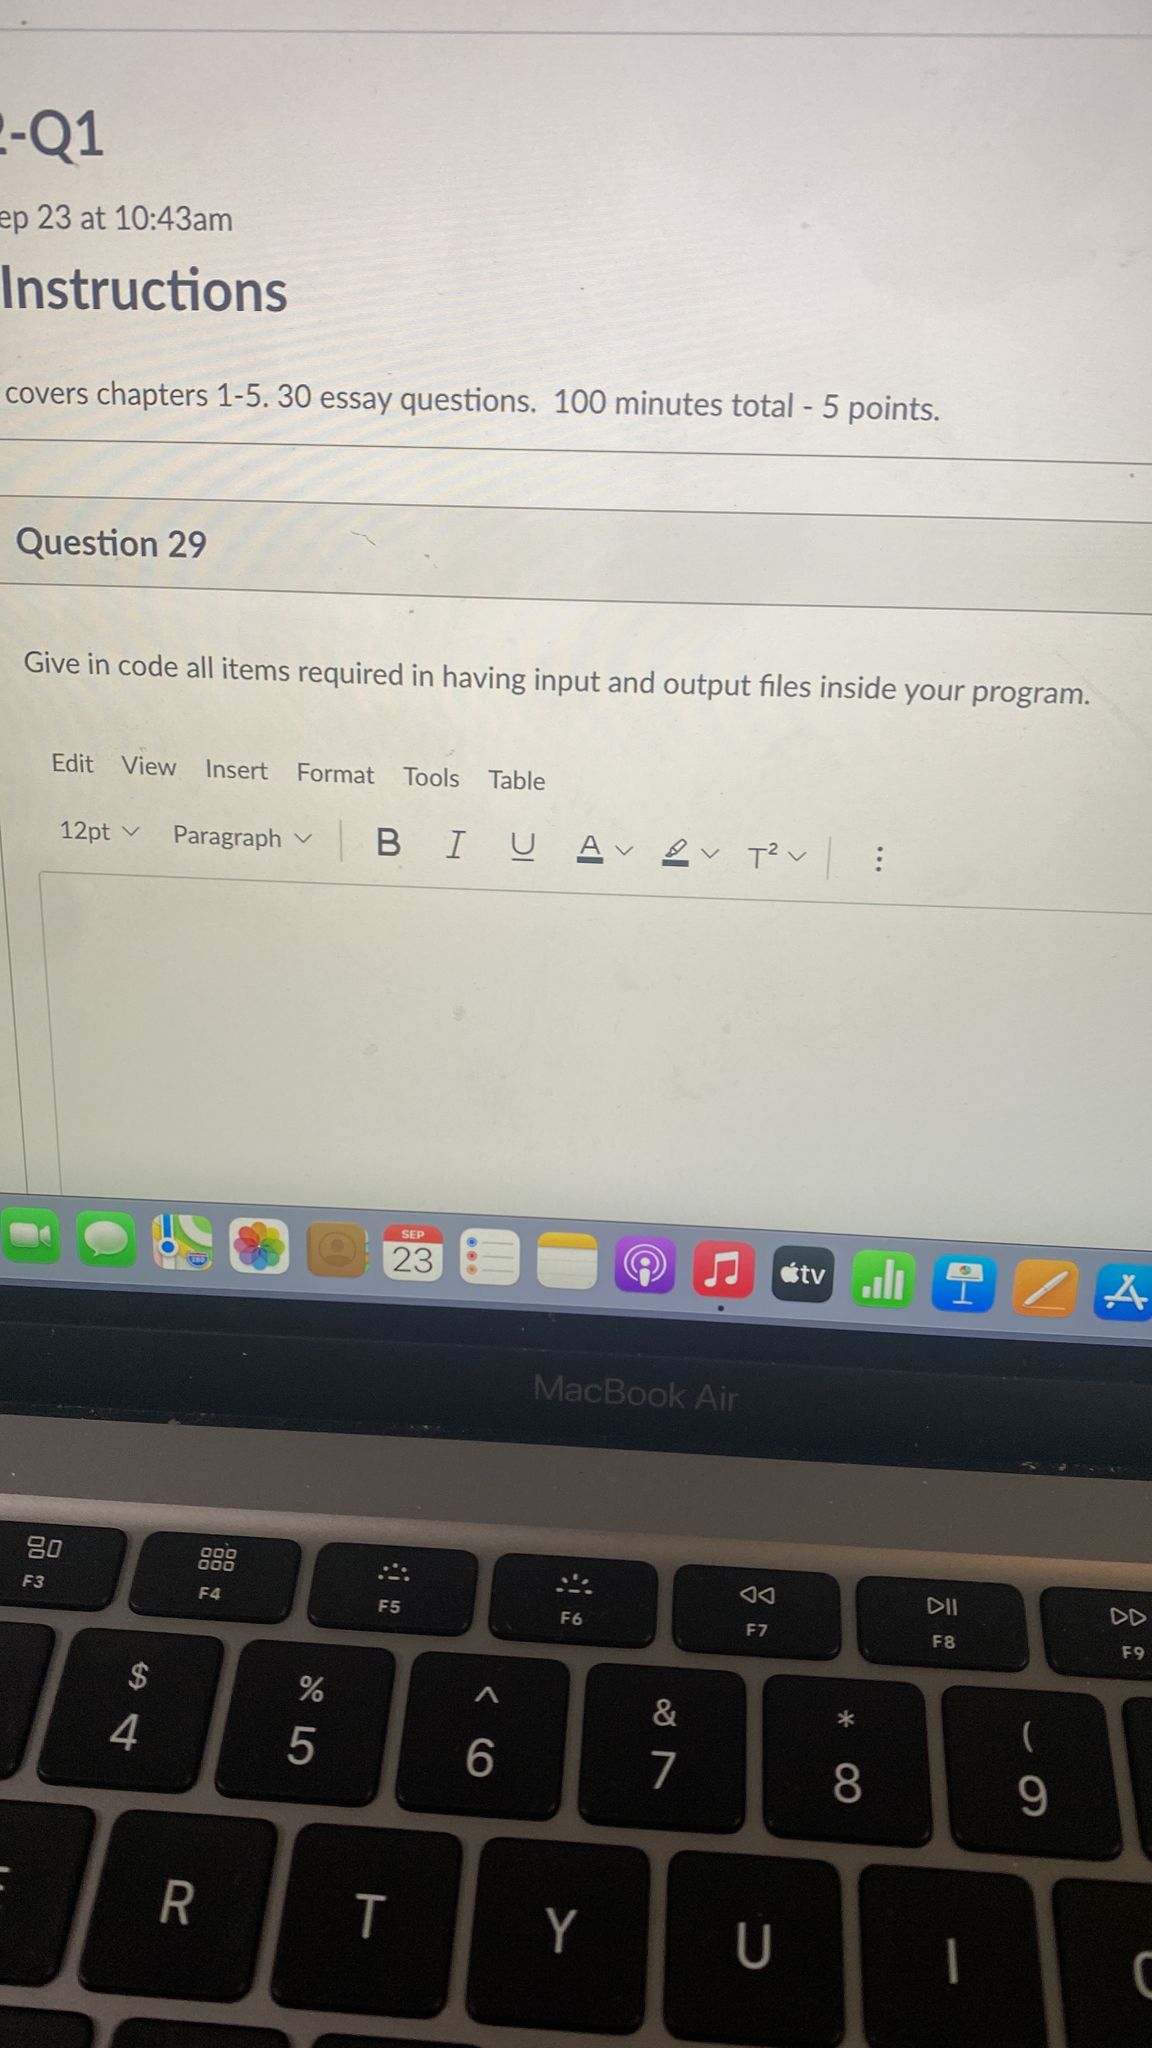 -Q1
ep 23 at 10:43am
Instructions
covers chapters 1-5. 30 essay questions. 100 minutes total - 5 points.
Question 29
Give in code all items required in having input and output files inside your program.
Edit View Insert Format Tools Table
12pt Paragraph B I U A T²
SEP
23
tv
280
MacBook Air
F3 F4 F5 F6 F7 F8 F9
$ % ^ & * (
4 5 6 7 8 9
R T Y U I